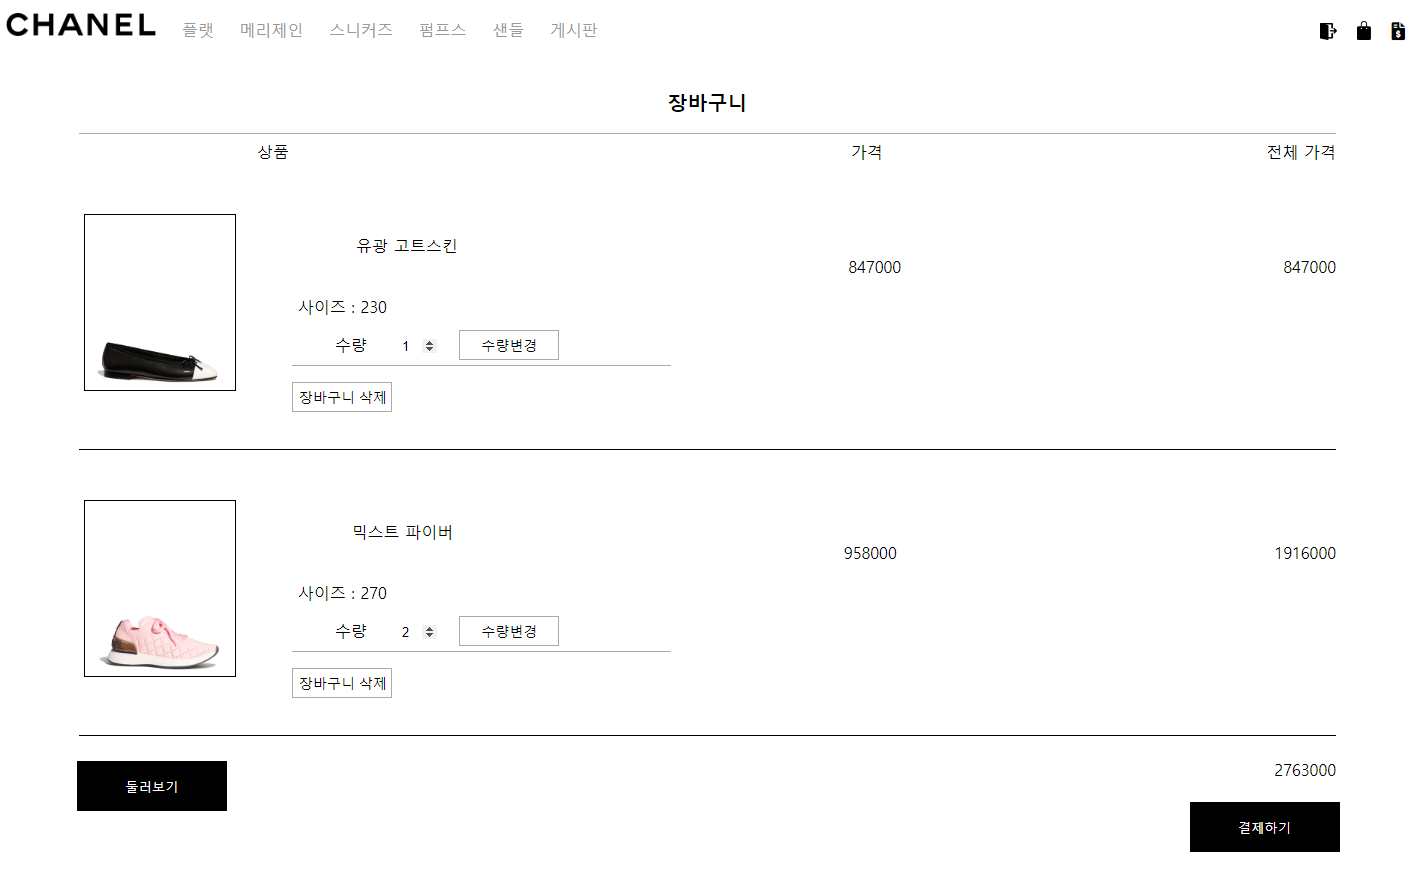 CHANEL 플랫 메리제인 스니커즈 펌프스 샌들 게시판
장바구니
상품 가격 전체 가격
유광 고트스킨
847000 847000
사이즈 : 230
수량 1 수량변경
장바구니 삭제
믹스트 파이버
958000 1916000
사이즈 : 270
수량 2 수량변경
장바구니 삭제
2763000
둘러보기
결제하기